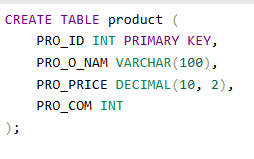 CREATE TABLE product (
    PRO_ID INT PRIMARY KEY,
    PRO_O_NAM VARCHAR(100),
    PRO_PRICE DECIMAL(10, 2),
    PRO_COM INT
);